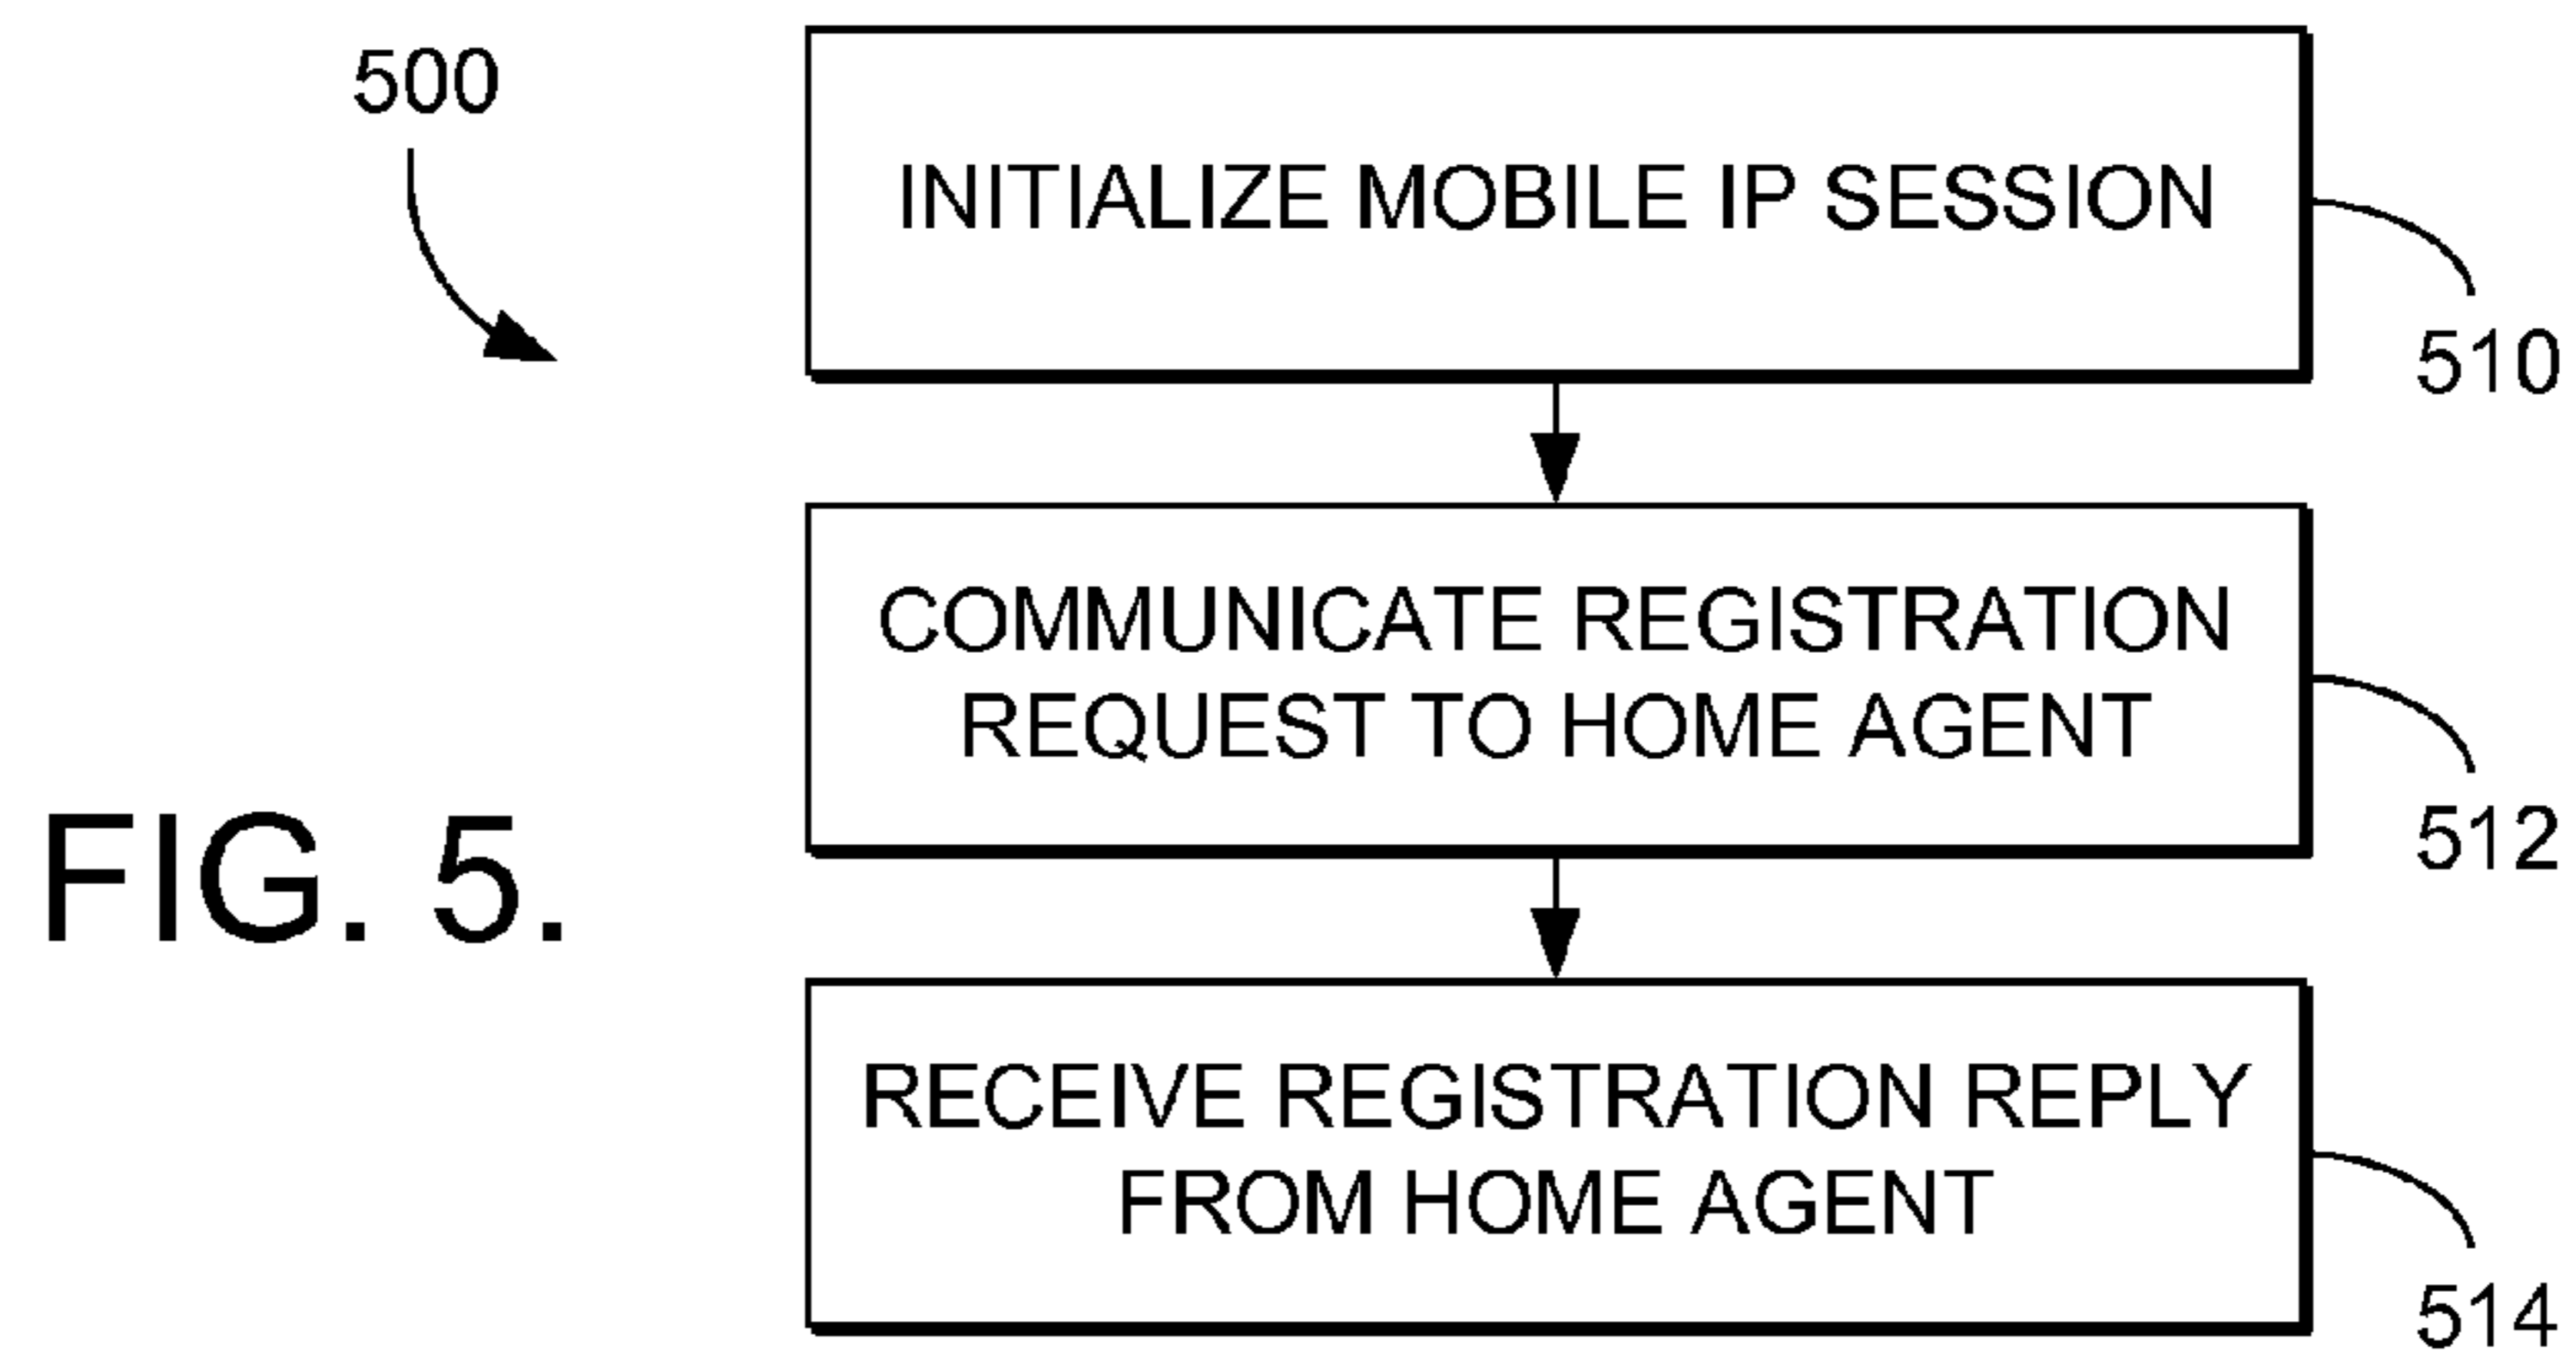 500
INITIALIZE MOBILE IP SESSION
510
COMMUNICATE REGISTRATION
REQUEST TO HOME AGENT
512
FIG. 5.
RECEIVE REGISTRATION REPLY
FROM HOME AGENT
514